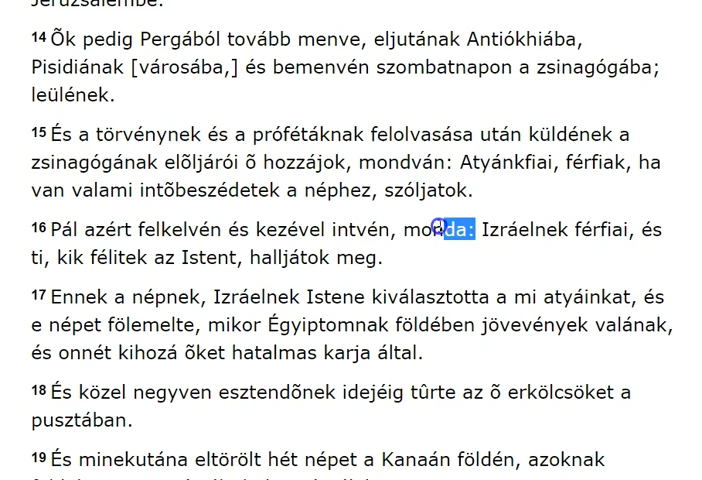 Jeruzsálembe.
14 Õk pedig Pergából tovább menve, eljutának Antiókhiába,
Pisidiának [városába,] és bemenvén szombatnapon a zsinagógába;
leülének.
15 És a törvénynek és a prófétáknak felolvasása után küldének a
zsinagógának elõljárói õ hozzájok, mondván: Atyánkfiai, férfiak, ha
van valami intõbeszédetek a néphez, szóljatok.
16 Pál azért felkelvén és kezével intvén, monda: Izráelnek férfiai, és
ti, kik félitek az Istent, halljátok meg.
17 Ennek a népnek, Izráelnek Istene kiválasztotta a mi atyáinkat, és
e népet fölemelte, mikor Égyiptomnak földében jövevények valának,
és onnét kihozá õket hatalmas karja által.
18 És közel negyven esztendõnek idejéig tûrte az õ erkölcsöket a
pusztában.
19 És minekutána eltörölt hét népet a Kanaán földén, azoknak